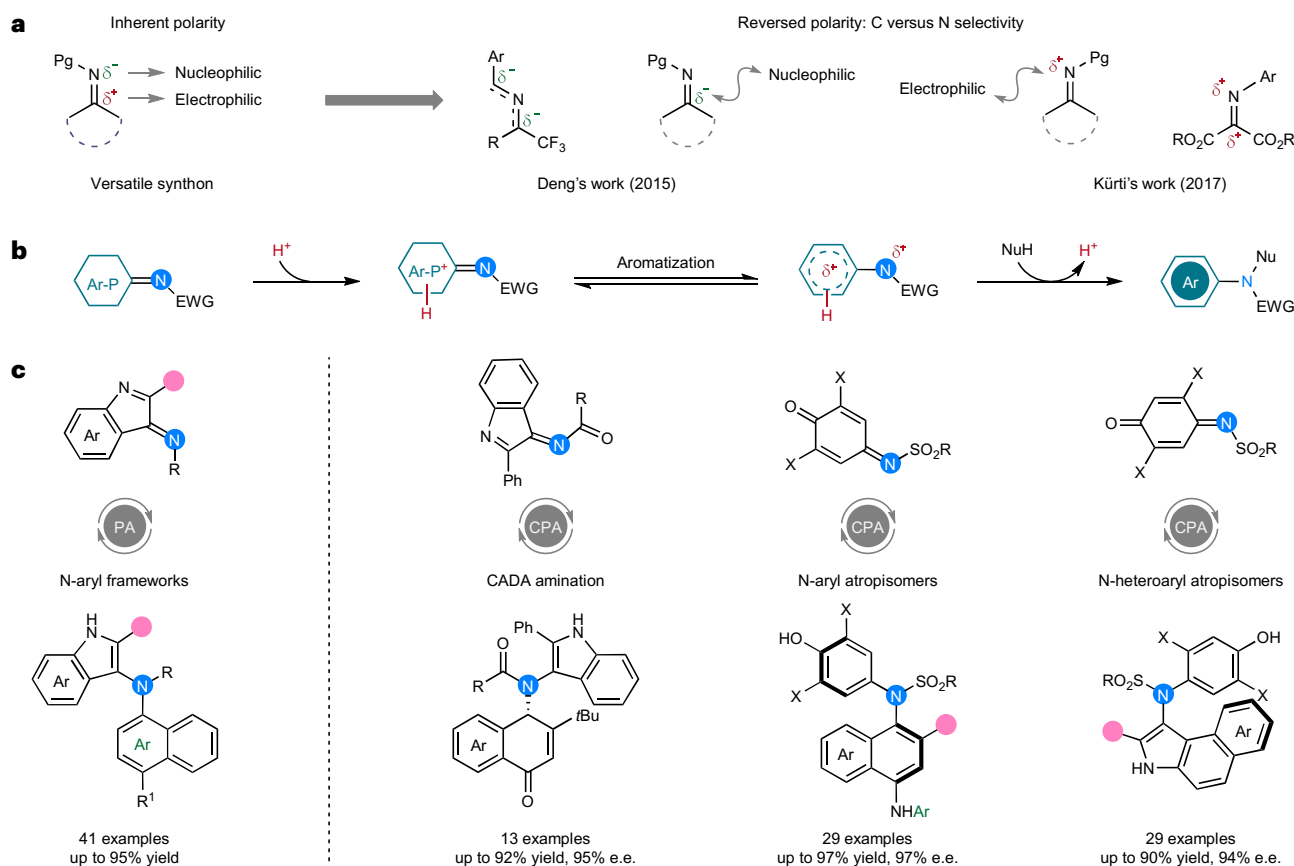 a
Inherent polarity
Reversed polarity: C versus N selectivity
Pg
N δ⁻
δ⁺
Nucleophilic
Electrophilic
Versatile synthon
Ar
δ⁻
N
δ⁻
R
CF₃
Deng's work (2015)
Pg
N
δ⁻
Nucleophilic
Electrophilic
δ⁺
N
Pg
δ⁺
N
Ar
RO₂C
δ⁺
CO₂R
Kürti's work (2017)
b
Ar-P
N
EWG
H⁺
Ar-P⁺
N
EWG
H
Aromatization
δ⁺
N
δ⁺
EWG
H
NuH
H⁺
Ar
N
Nu
EWG
c
N
Ar
N
R
PA
N-aryl frameworks
H
N
Ar
N
R
Ar
R¹
41 examples
up to 95% yield
N
Ph
N
R
O
CPA
CADA amination
Ph
H
N
O
R
N
Ar
tBu
O
13 examples
up to 92% yield, 95% e.e.
X
O
X
N
SO₂R
CPA
N-aryl atropisomers
X
HO
X
N
SO₂R
Ar
NHAr
29 examples
up to 97% yield, 97% e.e.
X
O
X
N
SO₂R
CPA
N-heteroaryl atropisomers
X
OH
RO₂S
N
X
Ar
HN
29 examples
up to 90% yield, 94% e.e.